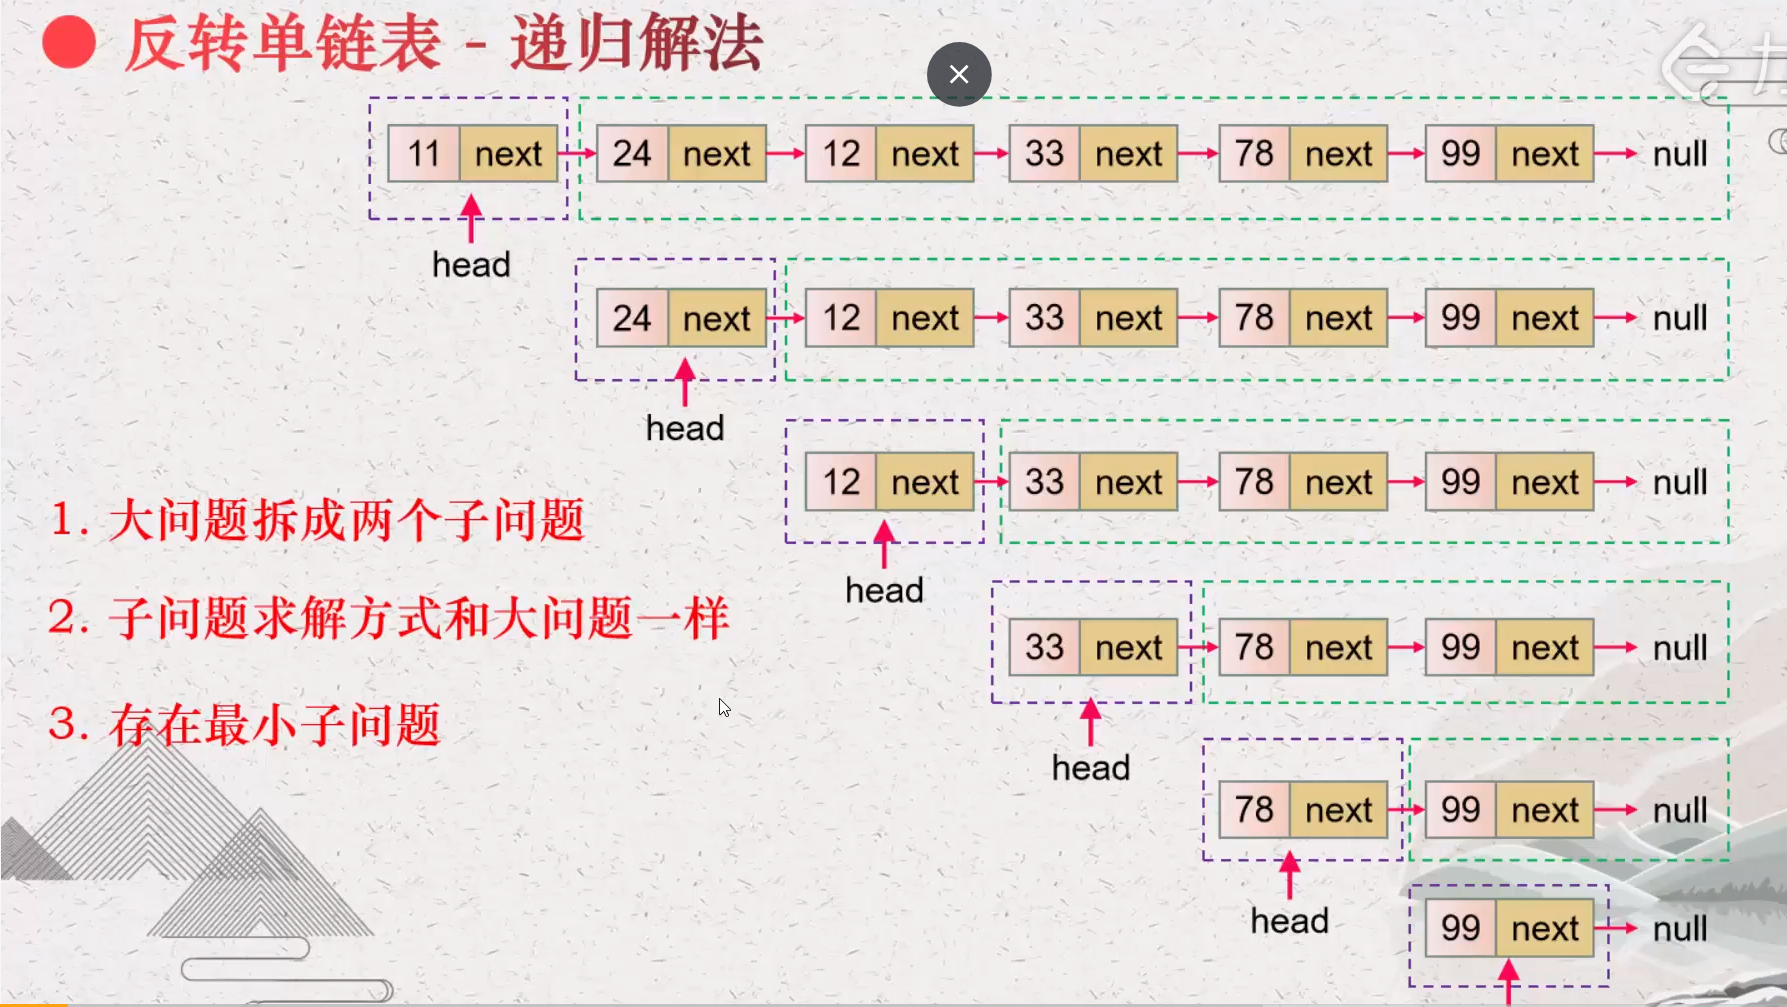 反转单链表 - 递归解法
11 next 24 next 12 next 33 next 78 next 99 next null
head
24 next 12 next 33 next 78 next 99 next null
head
12 next 33 next 78 next 99 next null
1. 大问题拆成两个子问题
head
2. 子问题求解方式和大问题一样
33 next 78 next 99 next null
3. 存在最小子问题
head
78 next 99 next null
head
99 next null